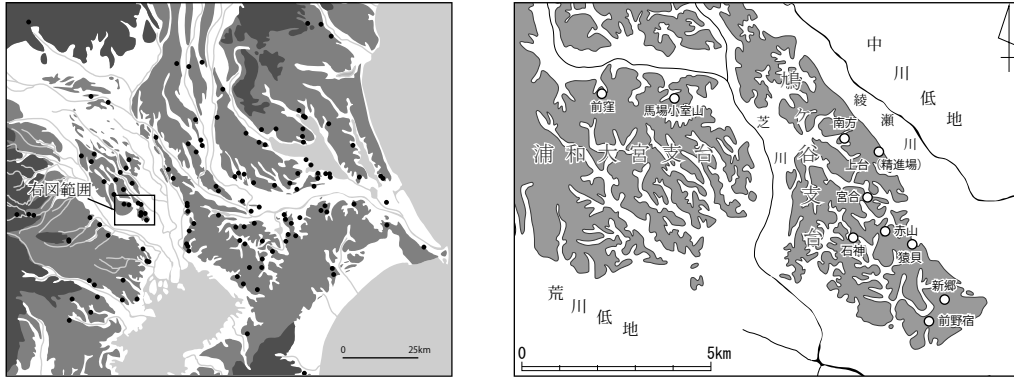 右図範囲
0 25km
中川低地
綾瀬川
鳩ケ谷支台
芝川
浦和大宮支台
荒川低地
前窪
馬場小室山
南方
上台（精進場）
宮合
赤山
石神
猿貝
新郷
前野宿
0 5km